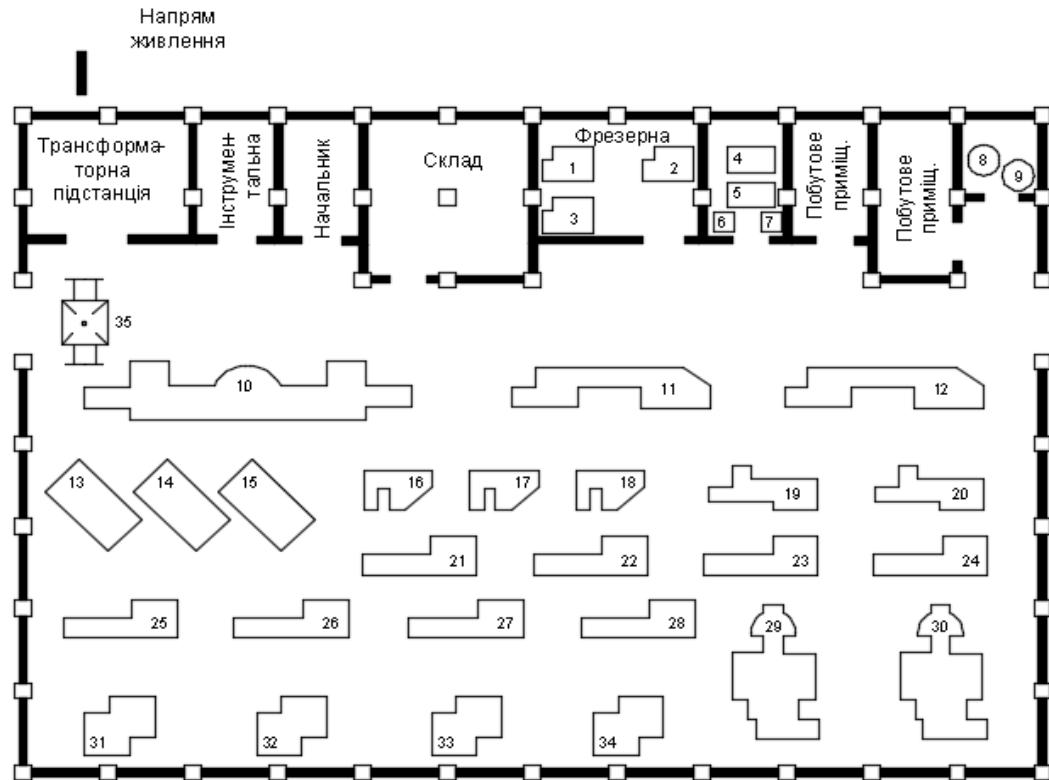 Напрям
живлення
Трансформа-
торна
підстанція
Інструмен-
тальна
Начальник
Склад
Фрезерна
1
2
3
4
5
6
7
Побутове
приміщ.
Побутове
приміщ.
8
9
35
10
11
12
13
14
15
16
17
18
19
20
21
22
23
24
25
26
27
28
29
30
31
32
33
34